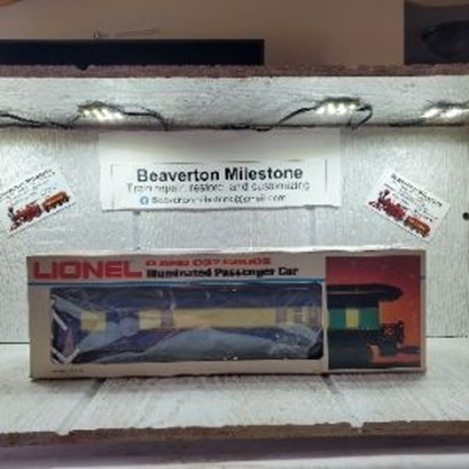 Beaverton Milestone
Train repair, restore, and customizing
Beavertonmilestone@gmail.com
LIONEL O AND O27 GAUGE
Illuminated Passenger Car